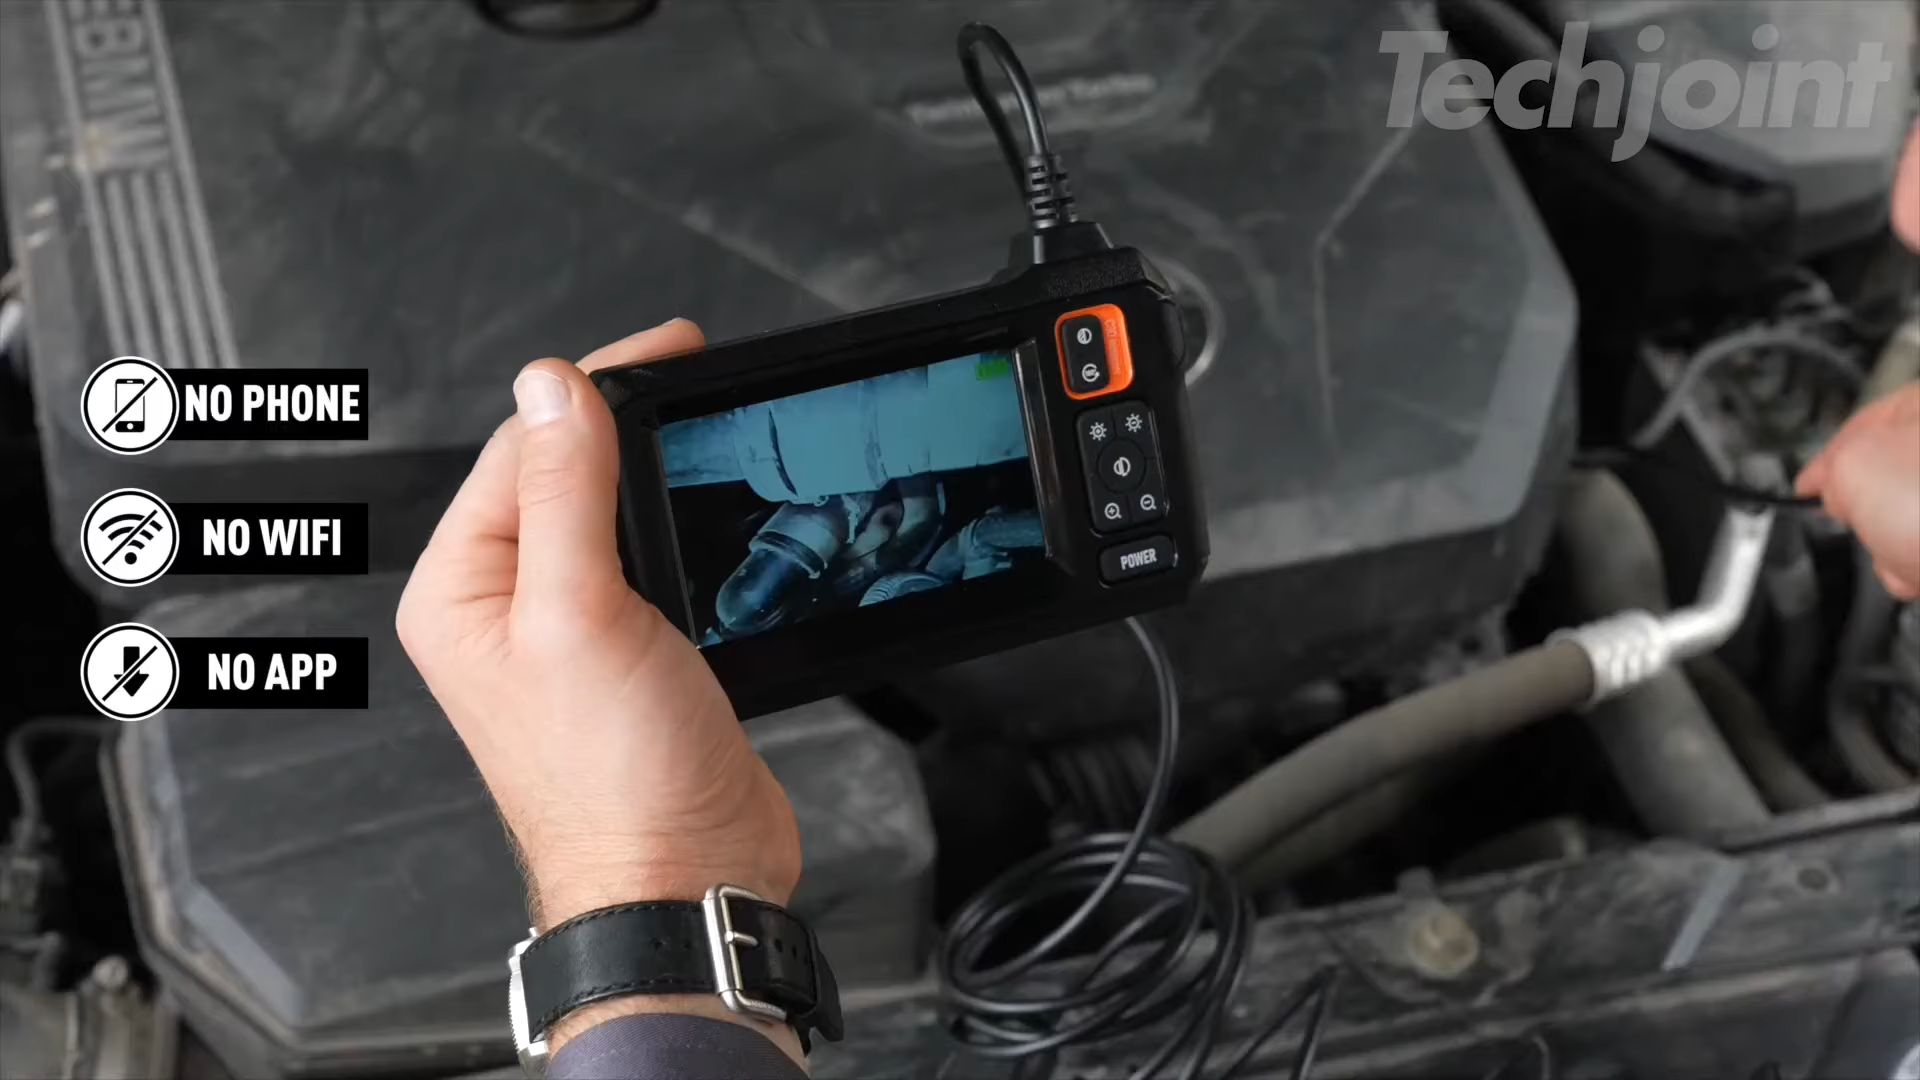 Techjoint
NO PHONE
NO WIFI
NO APP
POWER